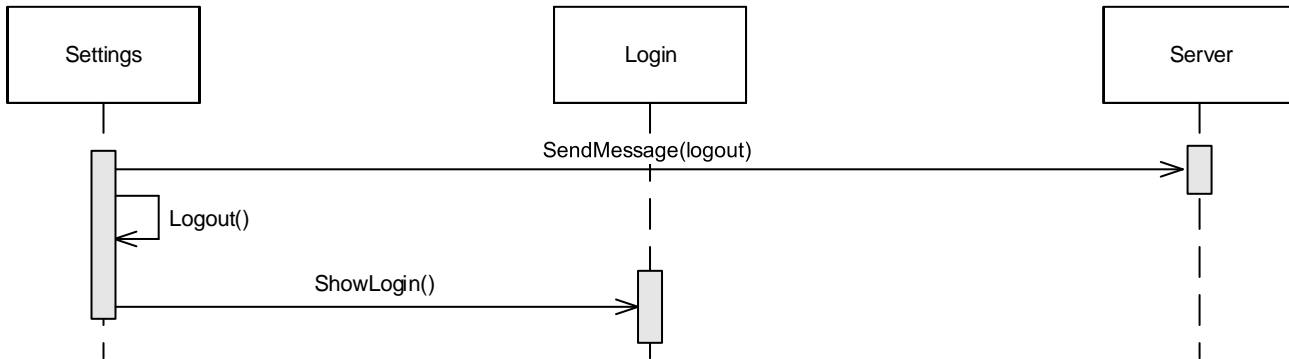 Settings
Login
Server
SendMessage(logout)
Logout()
ShowLogin()